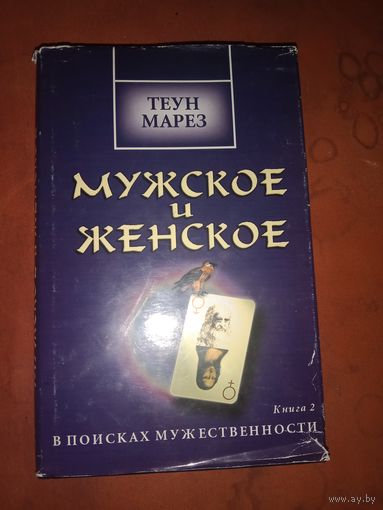 ТЕУН
МАРЕЗ
МУЖСКОЕ
и
ЖЕНСКОЕ
Книга 2
В ПОИСКАХ МУЖЕСТВЕННОСТИ
www.ay.by